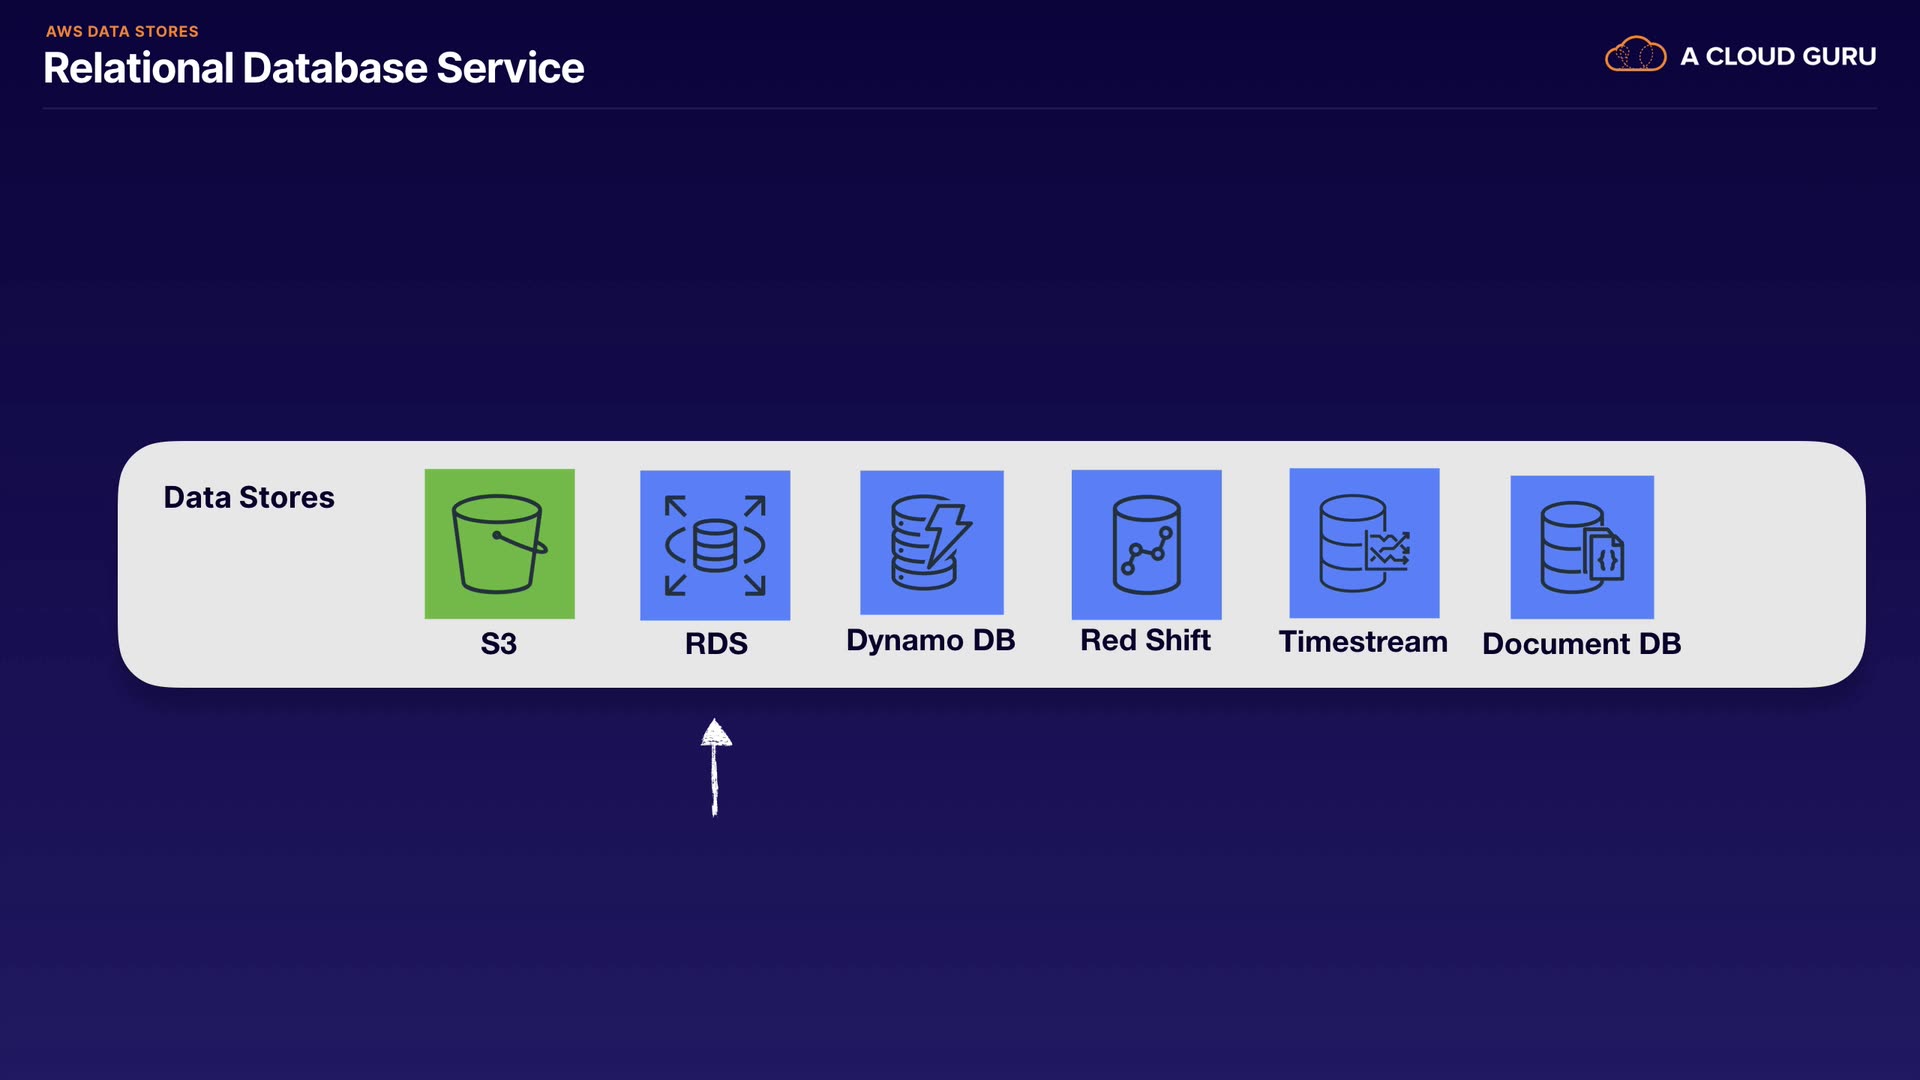 AWS DATA STORES
Relational Database Service
A CLOUD GURU
Data Stores
S3
RDS
Dynamo DB
Red Shift
Timestream
Document DB